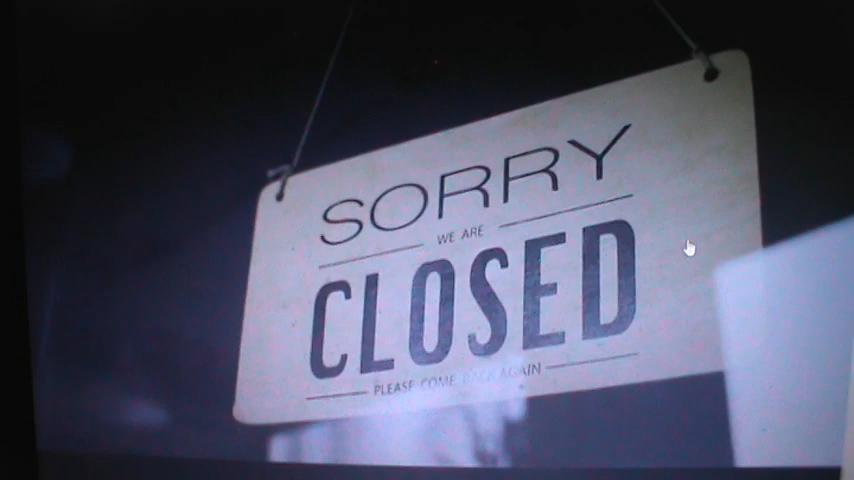 SORRY
WE ARE
CLOSED
PLEASE COME BACK AGAIN